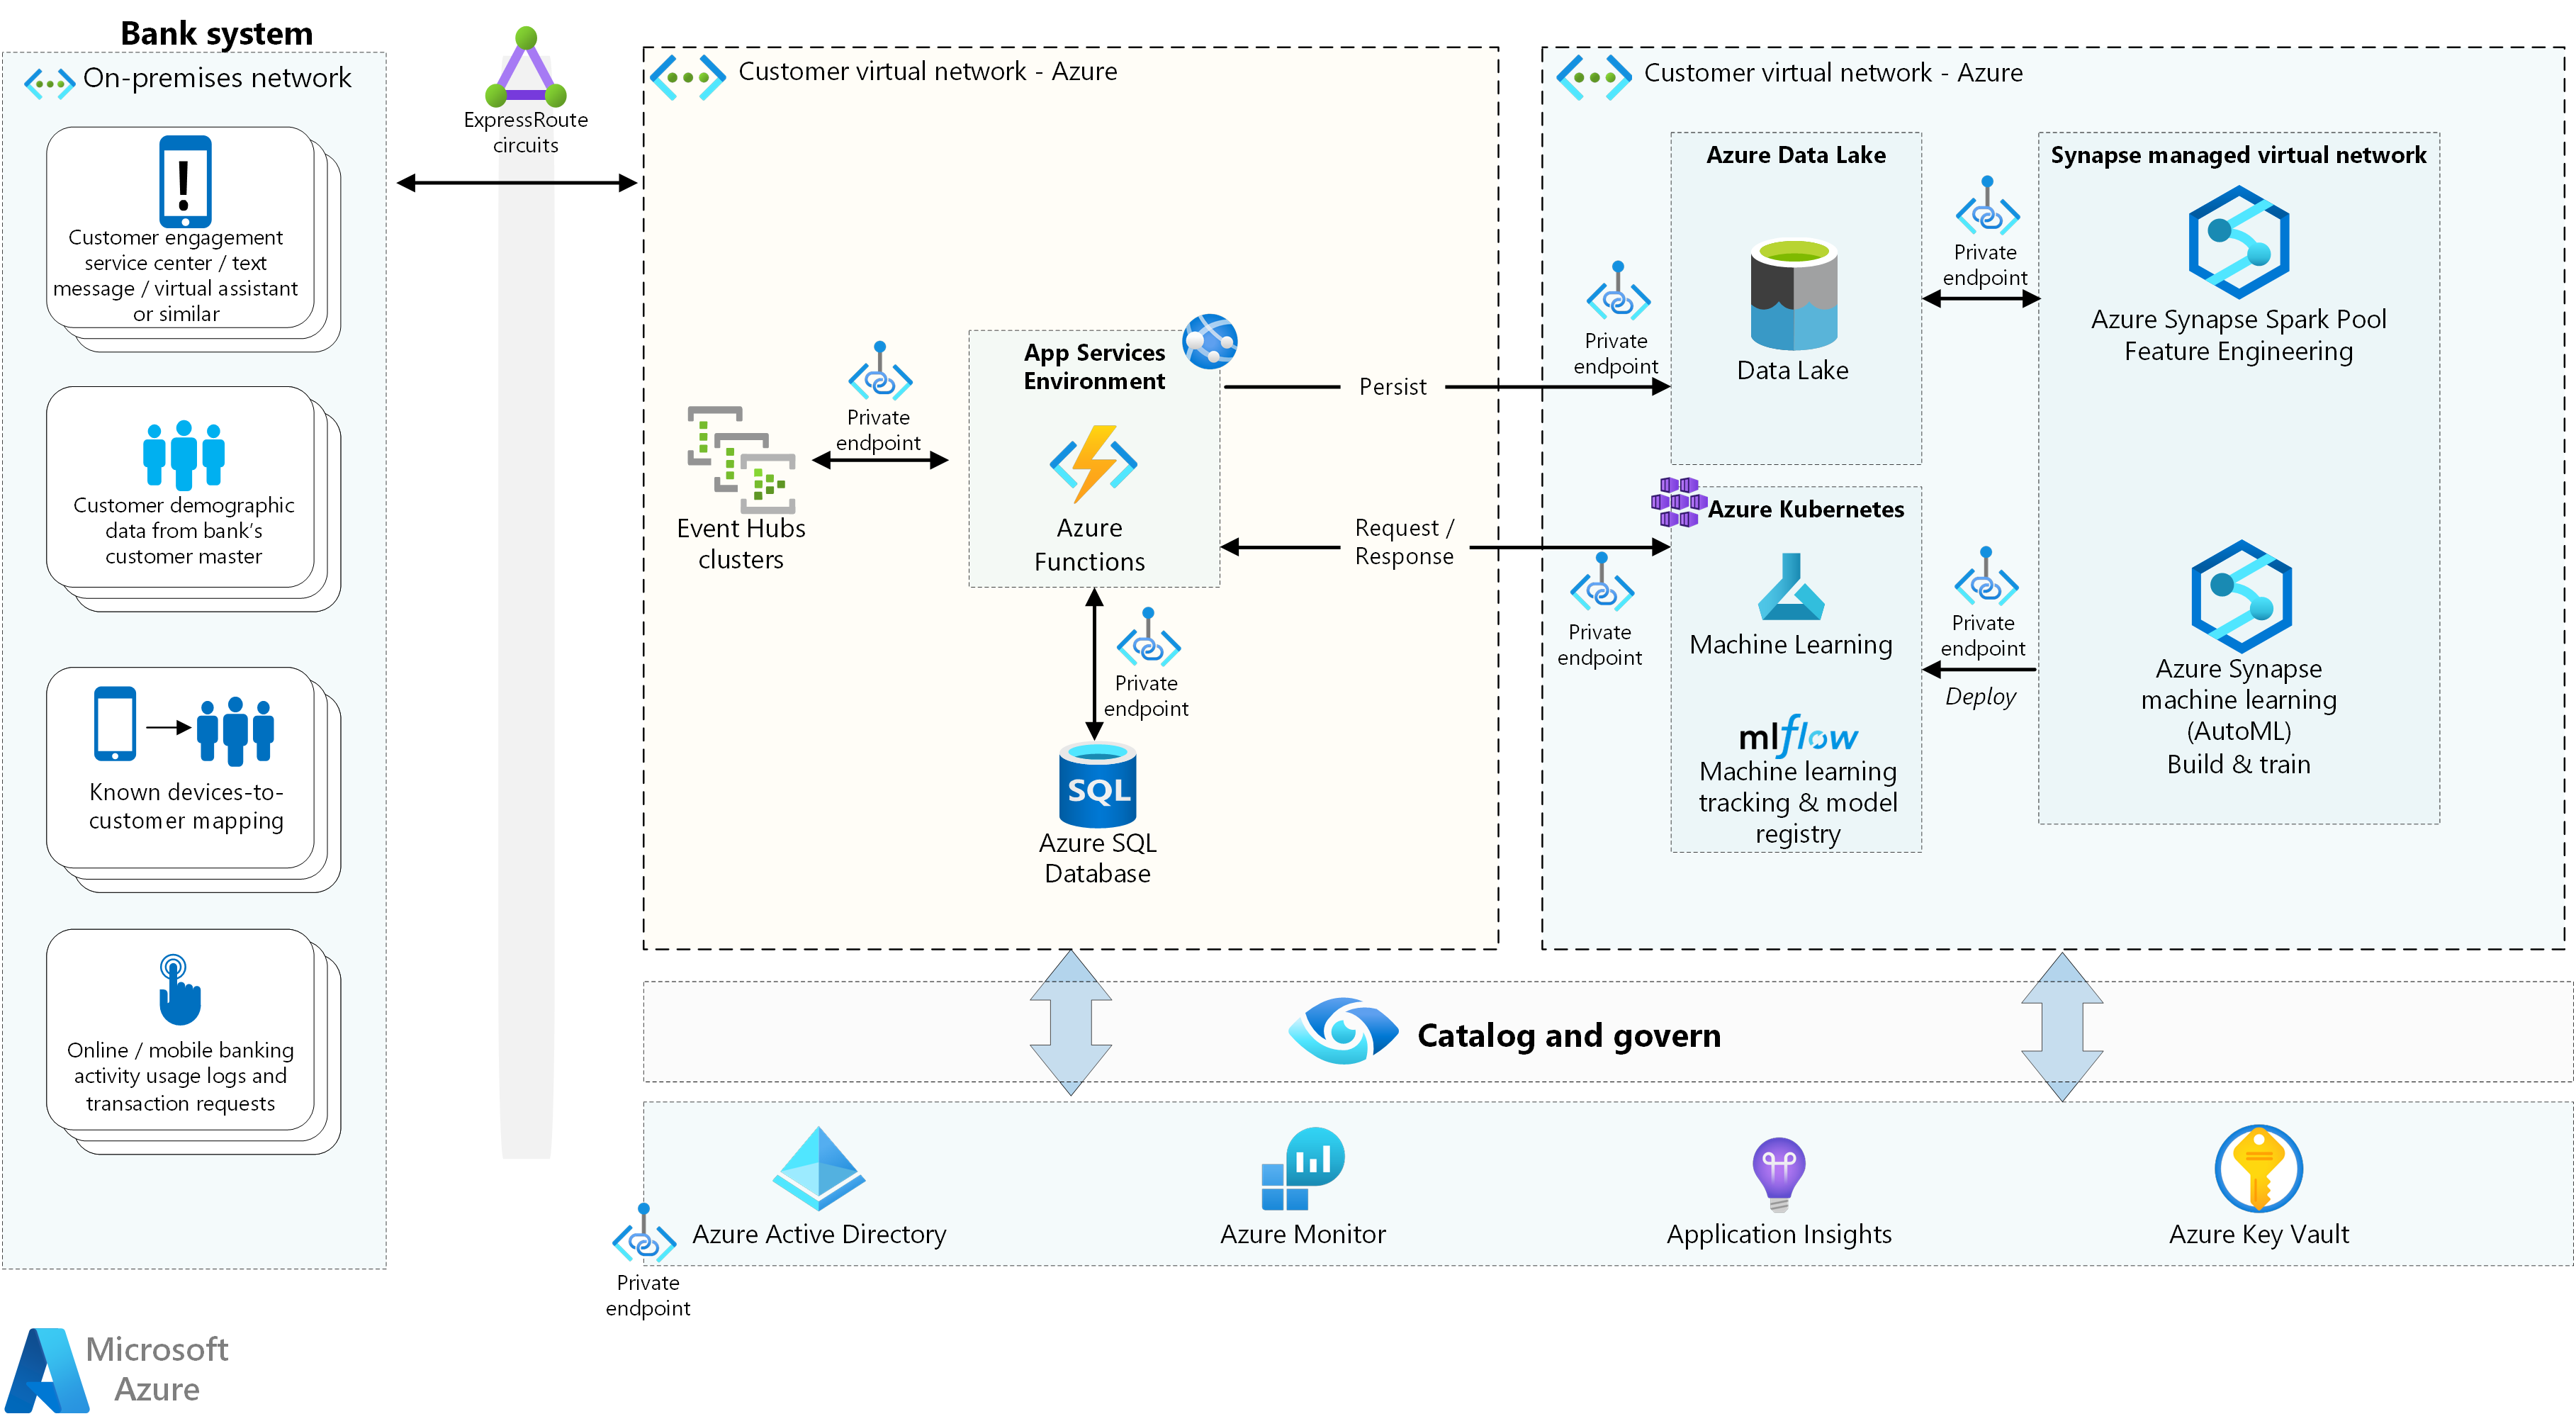 Bank system
On-premises network
Customer engagement
service center / text
message / virtual assistant
or similar
Customer demographic
data from bank’s
customer master
Known devices-to-
customer mapping
Online / mobile banking
activity usage logs and
transaction requests
ExpressRoute
circuits
Customer virtual network - Azure
Event Hubs
clusters
Private
endpoint
App Services
Environment
Azure
Functions
Private
endpoint
SQL
Azure SQL
Database
Persist
Request /
Response
Customer virtual network - Azure
Private
endpoint
Azure Data Lake
Data Lake
Private
endpoint
Synapse managed virtual network
Azure Synapse Spark Pool
Feature Engineering
Private
endpoint
Azure Kubernetes
Machine Learning
mlflow
Machine learning
tracking & model
registry
Private
endpoint
Deploy
Azure Synapse
machine learning
(AutoML)
Build & train
Catalog and govern
Azure Active Directory
Azure Monitor
Application Insights
Azure Key Vault
Private
endpoint
Microsoft
Azure